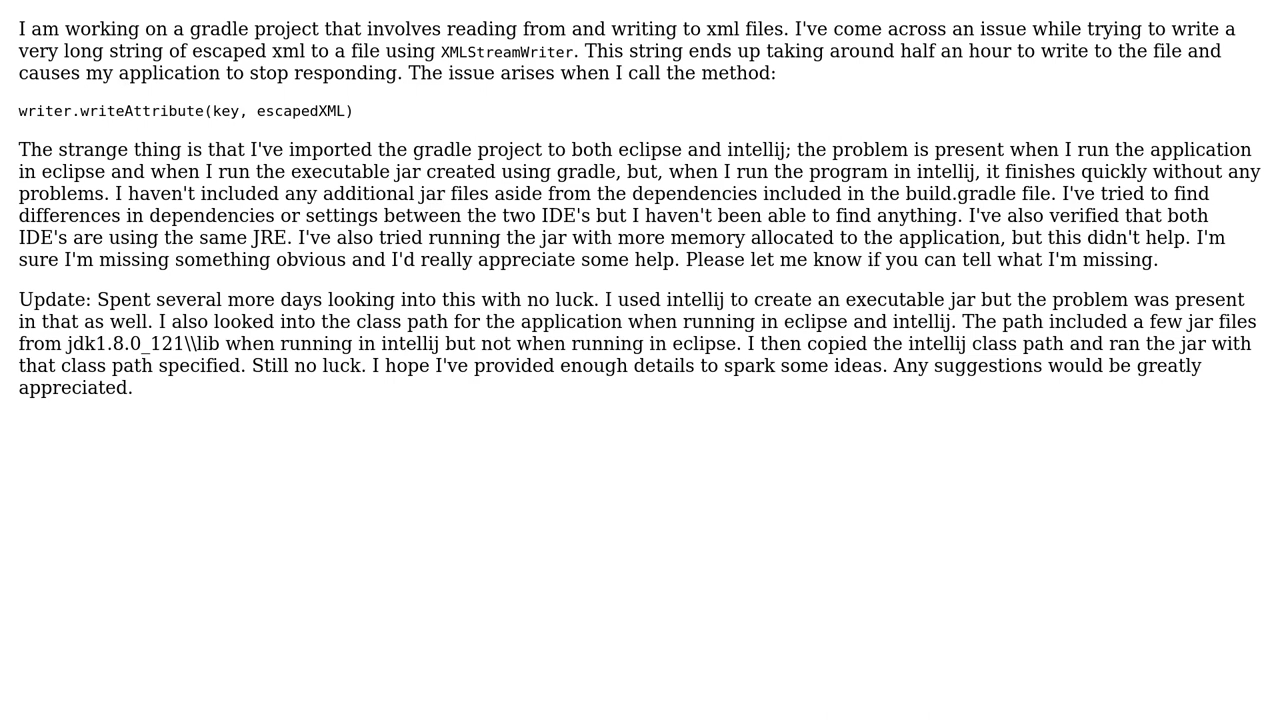 I am working on a gradle project that involves reading from and writing to xml files. I've come across an issue while trying to write a
very long string of escaped xml to a file using XMLStreamWriter. This string ends up taking around half an hour to write to the file and
causes my application to stop responding. The issue arises when I call the method:
writer.writeAttribute(key, escapedXML)
The strange thing is that I've imported the gradle project to both eclipse and intellij; the problem is present when I run the application
in eclipse and when I run the executable jar created using gradle, but, when I run the program in intellij, it finishes quickly without any
problems. I haven't included any additional jar files aside from the dependencies included in the build.gradle file. I've tried to find
differences in dependencies or settings between the two IDE's but I haven't been able to find anything. I've also verified that both
IDE's are using the same JRE. I've also tried running the jar with more memory allocated to the application, but this didn't help. I'm
sure I'm missing something obvious and I'd really appreciate some help. Please let me know if you can tell what I'm missing.
Update: Spent several more days looking into this with no luck. I used intellij to create an executable jar but the problem was present
in that as well. I also looked into the class path for the application when running in eclipse and intellij. The path included a few jar files
from jdk1.8.0_121\\lib when running in intellij but not when running in eclipse. I then copied the intellij class path and ran the jar with
that class path specified. Still no luck. I hope I've provided enough details to spark some ideas. Any suggestions would be greatly
appreciated.